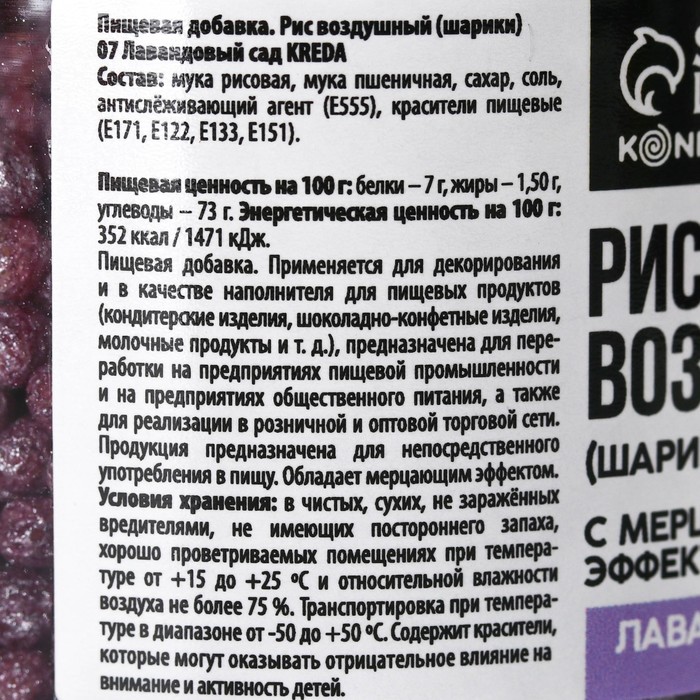 Пищевая добавка. Рис воздушный (шарики)
07 Лавандовый сад KREDA
Состав: мука рисовая, мука пшеничная, сахар, соль,
антислёживающий агент (Е555), красители пищевые
(Е171, Е122, Е133, Е151).
Пищевая ценность на 100 г: белки – 7 г, жиры – 1,50 г,
углеводы – 73 г. Энергетическая ценность на 100 г:
352 ккал / 1471 кДж.
Пищевая добавка. Применяется для декорирования
и в качестве наполнителя для пищевых продуктов
(кондитерские изделия, шоколадно-конфетные изделия,
молочные продукты и т. д.), предназначена для пере-
работки на предприятиях пищевой промышленности
и на предприятиях общественного питания, а также
для реализации в розничной и оптовой торговой сети.
Продукция предназначена для непосредственного
употребления в пищу. Обладает мерцающим эффектом.
Условия хранения: в чистых, сухих, не заражённых
вредителями, не имеющих постороннего запаха,
хорошо проветриваемых помещениях при темпера-
туре от +15 до +25 ºС и относительной влажности
воздуха не более 75 %. Транспортировка при темпера-
туре в диапазоне от -50 до +50 ºС. Содержит красители,
которые могут оказывать отрицательное влияние на
внимание и активность детей.
РИС
ВОЗ
(ШАРИ
С МЕРЦ
ЭФФЕК
ЛАВА